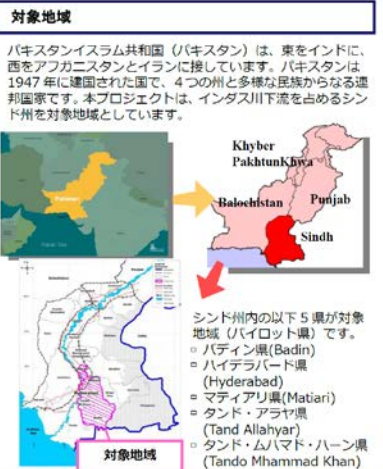 対象地域
パキスタンイスラム共和国（パキスタン）は、東をインドに、
西をアフガニスタンとイランに接しています。パキスタンは
1947 年に建国された国で、４つの州と多様な民族からなる連
邦国家です。本プロジェクトは、インダス川下流を占めるシン
ド州を対象地域としています。
Pakistan
Khyber
PakhtunKhwa
Balochistan
Punjab
Sindh
シンド州内の以下 5 県が対象
地域（パイロット県）です。
▫ バディン県(Badin)
▫ ハイデラバード県
(Hyderabad)
▫ マティアリ県(Matiari)
▫ タンド・アラヤ県
(Tand Allahyar)
▫ タンド・ムハマド・ハーン県
(Tando Mhammad Khan)
対象地域